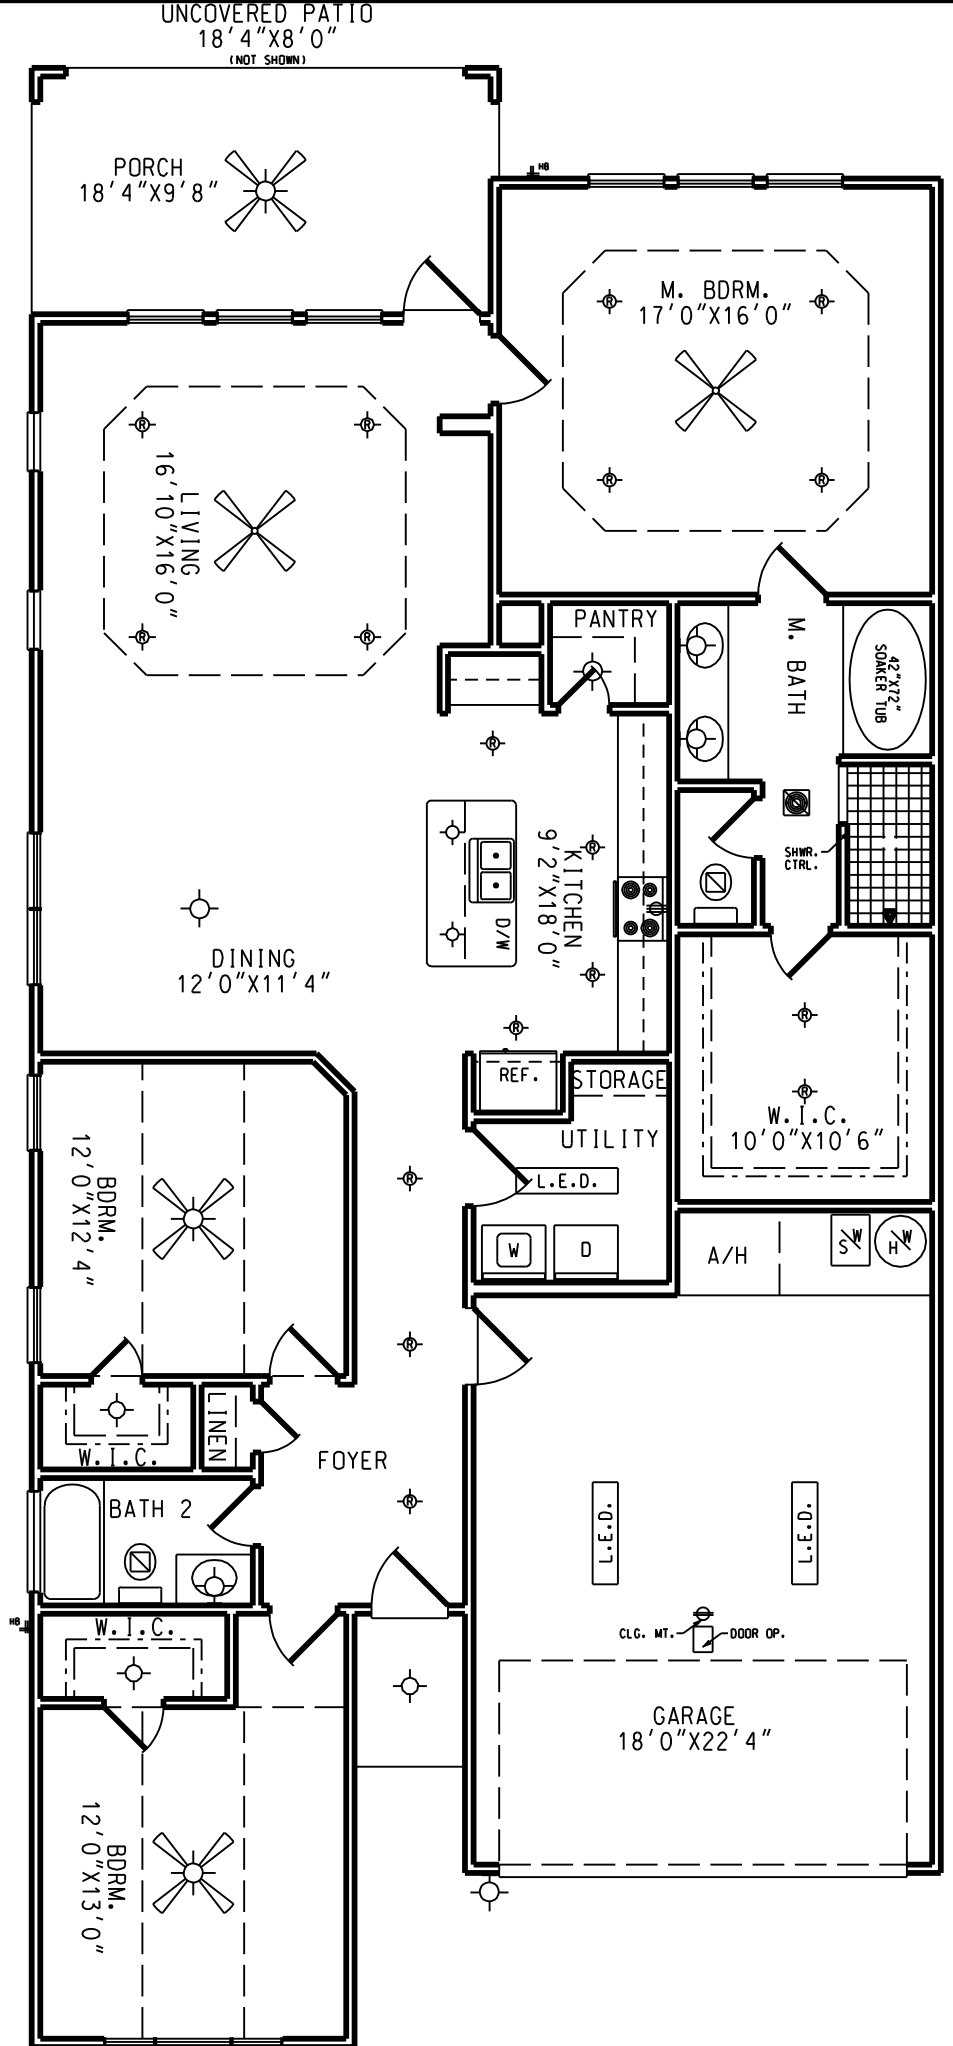 UNCOVERED PATIO
18'4"X8'0"
(NOT SHOWN)
PORCH
18'4"X9'8"
HB
M. BDRM.
17'0"X16'0"
R
R
R
R
R
R
R
R
LIVING
16'10"X16'0"
PANTRY
M. BATH
42"X72"
SOAKER TUB
R
KITCHEN
9'2"X18'0"
R
D/W
SHWR.
CTRL.
DINING
12'0"X11'4"
R
R
R
R
REF.
STORAGE
W.I.C.
10'0"X10'6"
UTILITY
BDRM.
12'0"X12'4"
R
L.E.D.
W
D
A/H
S/W
H/W
R
LINEN
W.I.C.
FOYER
R
BATH 2
L.E.D.
L.E.D.
HB
W.I.C.
CLG. MT.
DOOR OP.
GARAGE
18'0"X22'4"
BDRM.
12'0"X13'0"